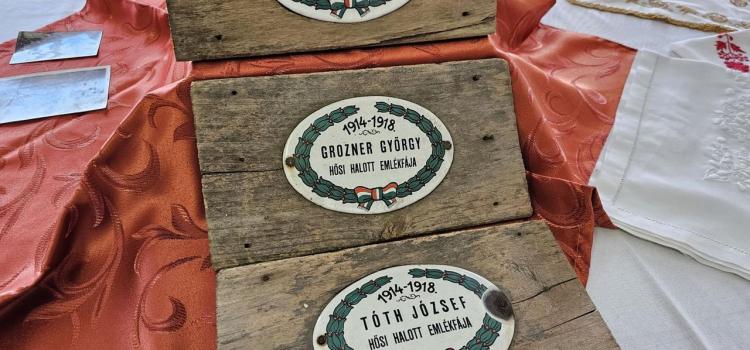 1914-1918.
GROZNER GYÖRGY
HŐSI HALOTT EMLÉKFÁJA
1914-1918.
TÓTH JÓZSEF
HŐSI HALOTT EMLÉKFÁJA